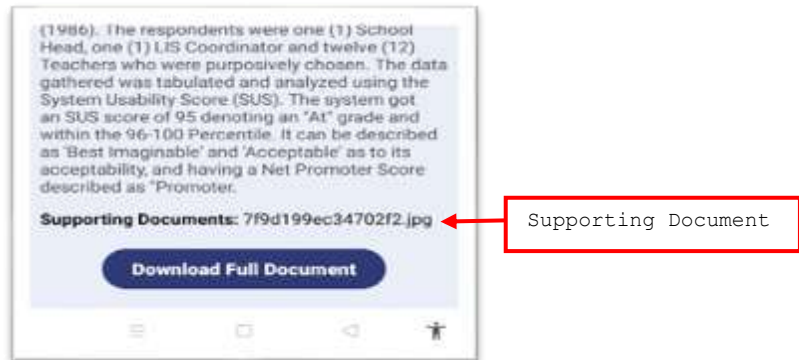 (1986). The respondents were one (1) School
Head, one (1) LIS Coordinator and twelve (12)
Teachers who were purposively chosen. The data
gathered was tabulated and analyzed using the
System Usability Score (SUS). The system got
an SUS score of 95 denoting an "At" grade and
within the 96-100 Percentile. It can be described
as 'Best Imaginable' and 'Acceptable' as to its
acceptability, and having a Net Promoter Score
described as "Promoter.
Supporting Documents: 7f9d199ec34702f2.jpg
Supporting Document
Download Full Document